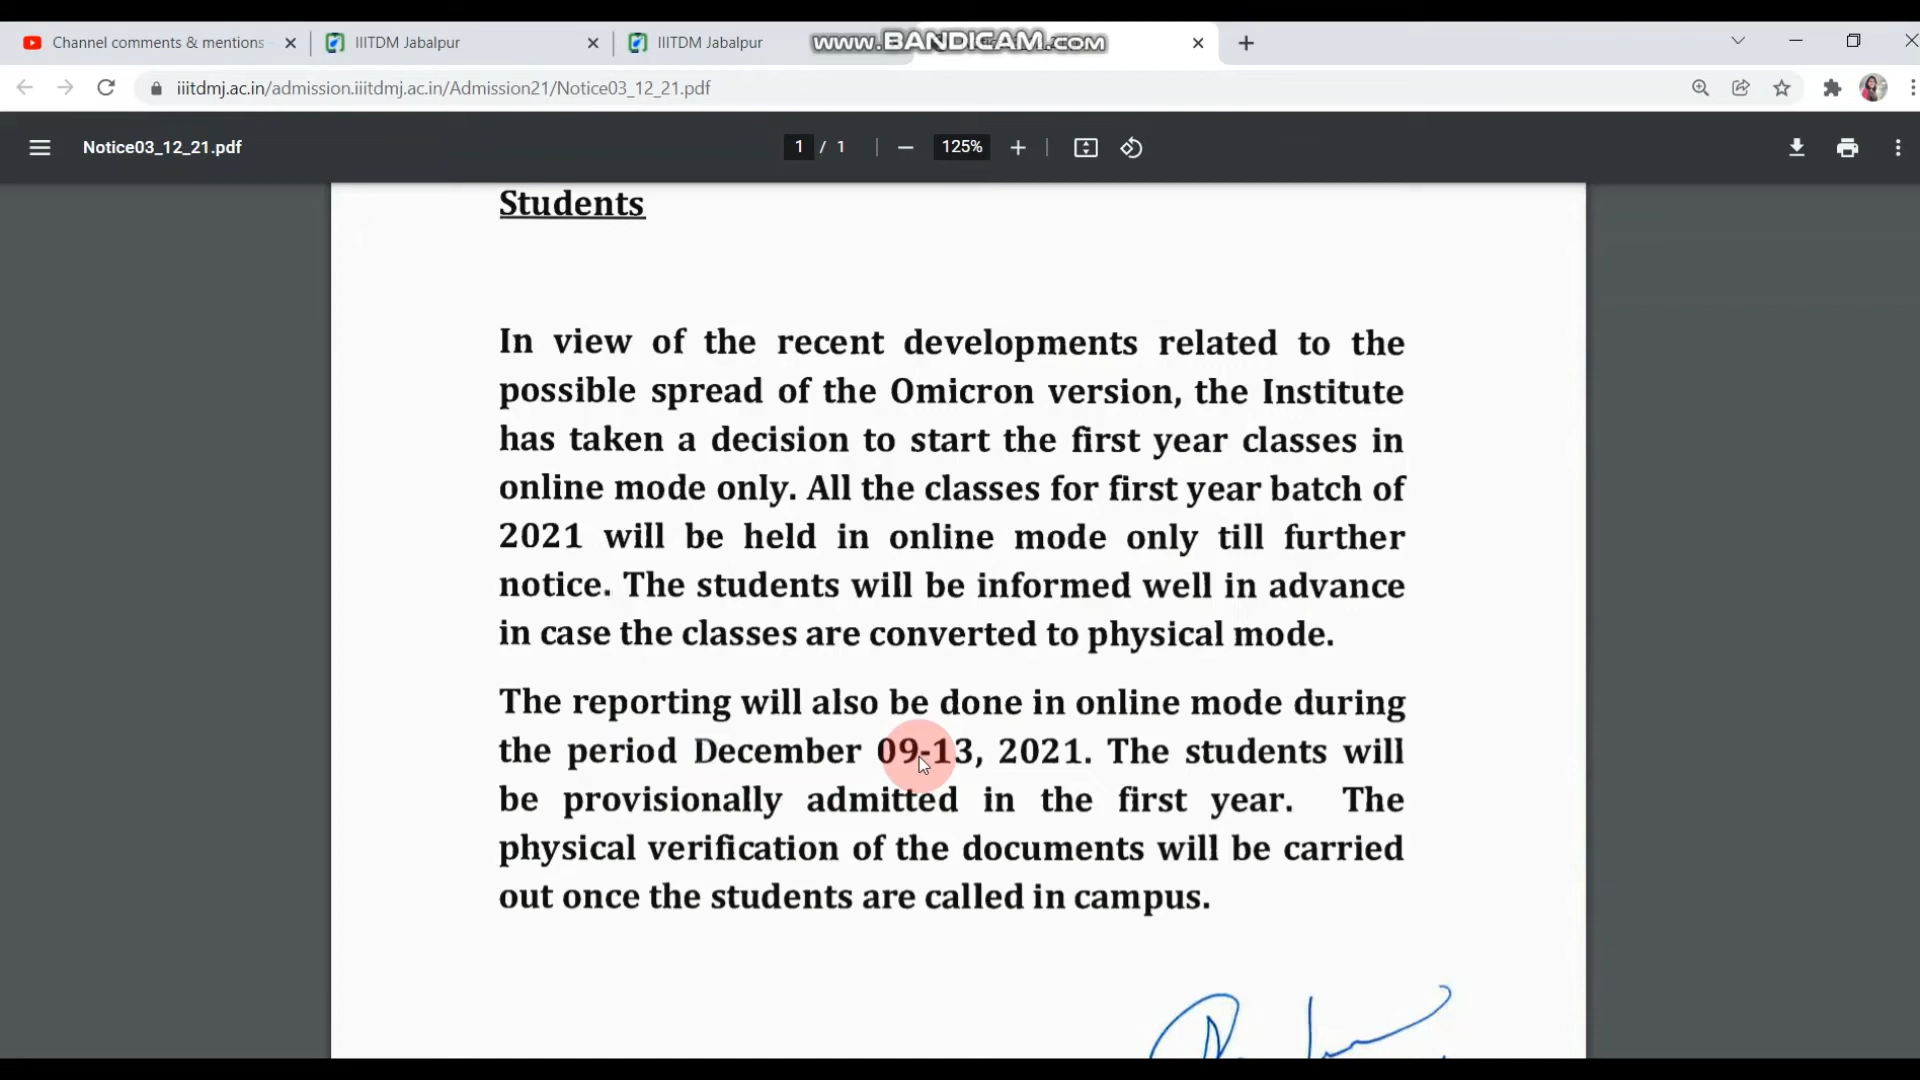 Channel comments & mentions
IIITDM Jabalpur
IIITDM Jabalpur
www.BANDICAM.com
iiitdmj.ac.in/admission.iiitdmj.ac.in/Admission21/Notice03_12_21.pdf
Notice03_12_21.pdf
1 / 1
125%
Students
In view of the recent developments related to the
possible spread of the Omicron version, the Institute
has taken a decision to start the first year classes in
online mode only. All the classes for first year batch of
2021 will be held in online mode only till further
notice. The students will be informed well in advance
in case the classes are converted to physical mode.
The reporting will also be done in online mode during
the period December 09-13, 2021. The students will
be provisionally admitted in the first year. The
physical verification of the documents will be carried
out once the students are called in campus.